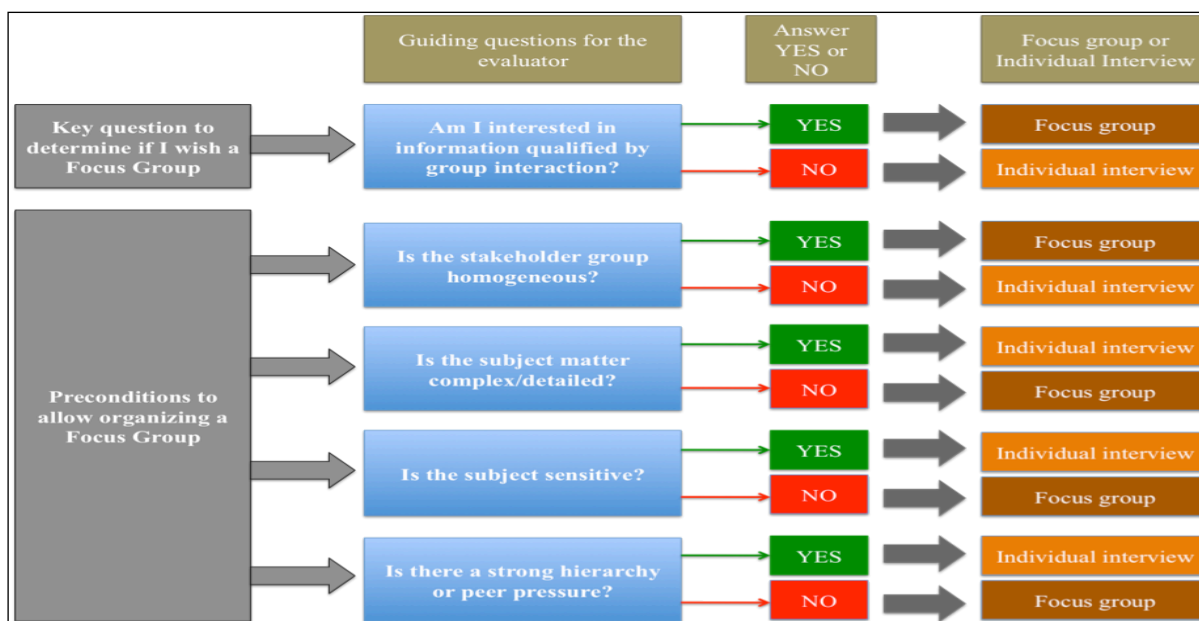 Guiding questions for the
evaluator
Answer
YES or
NO
Focus group or
Individual Interview
Key question to
determine if I wish a
Focus Group
Am I interested in
information qualified by
group interaction?
YES
Focus group
NO
Individual interview
Preconditions to
allow organizing a
Focus Group
Is the stakeholder group
homogeneous?
YES
Focus group
NO
Individual interview
Is the subject matter
complex/detailed?
YES
Individual interview
NO
Focus group
Is the subject sensitive?
YES
Individual interview
NO
Focus group
Is there a strong hierarchy
or peer pressure?
YES
Individual interview
NO
Focus group